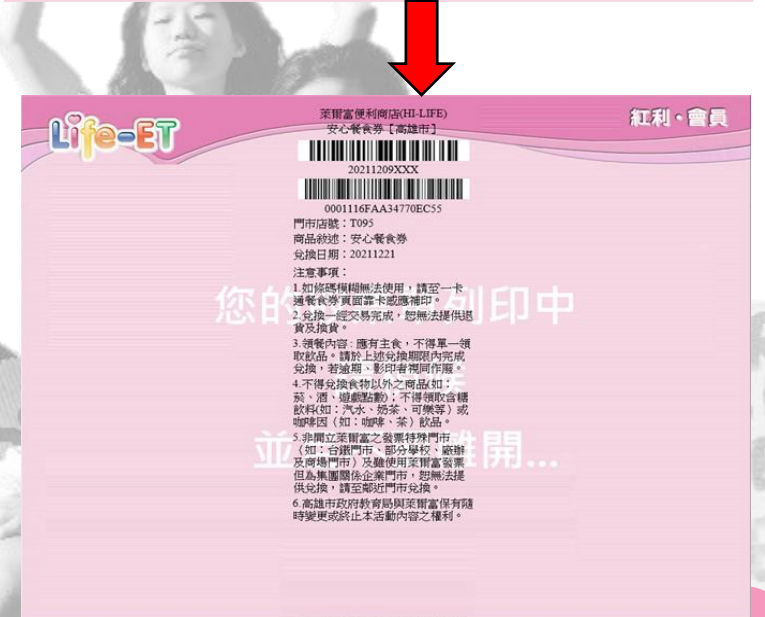 Life-ET
紅利・會員
萊爾富便利商店(HI-LIFE)
安心餐食券【高雄市】
20211209XXX
0001116FAA34770EC55
門市店號：T095
商品敘述：安心餐食券
兌換日期：20211221
注意事項：
1.如條碼模糊無法使用，請至一卡
通餐食券頁面靠卡感應補印。
2.兌換一經交易完成，恕無法提供退
貨及換貨。
3.領餐內容：應有主食，不得單一領
取飲品。請於上述兌換期限內完成
兌換，若逾期、影印者視同作廢。
4.不得兌換食物以外之商品(如：
菸、酒、遊戲點數)；不得領取含糖
飲料(如：汽水、奶茶、可樂等）或
咖啡因（如：咖啡、茶）飲品。
5.非開立萊爾富之發票特殊門市
（如：台鐵門市、部分學校、廠辦
及商場門市）及雖使用萊爾富發票
但為集團關係企業門市，恕無法提
供兌換，請至鄰近門市兌換。
6.高雄市政府教育局與萊爾富保有隨
時變更或終止本活動內容之權利。
您的
列印中
並
開...